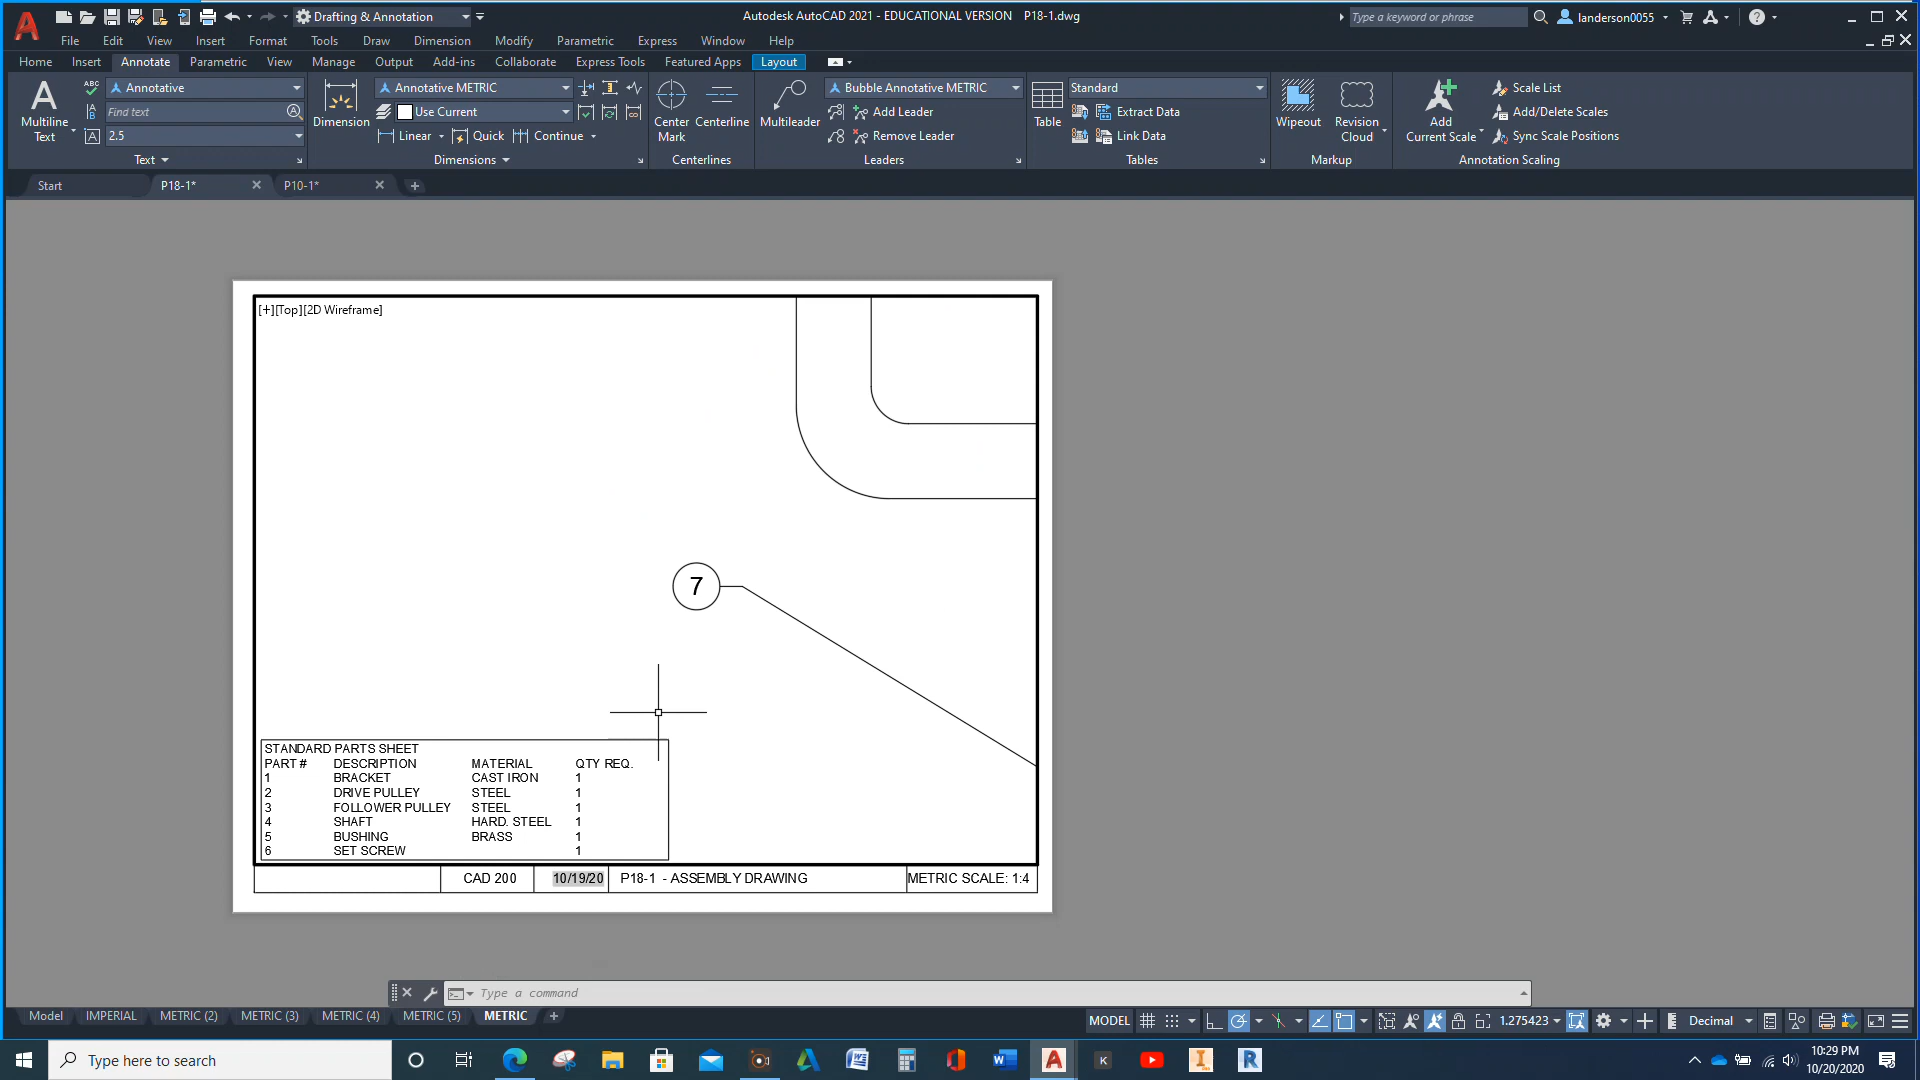 Drafting & Annotation
Autodesk AutoCAD 2021 - EDUCATIONAL VERSION P18-1.dwg
Type a keyword or phrase
landerson0055
File Edit View Insert Format Tools Draw Dimension Modify Parametric Express Window Help
Home Insert Annotate Parametric View Manage Output Add-ins Collaborate Express Tools Featured Apps Layout
Multiline Text
ABC
Annotative
Find text
2.5
Text
Dimension
Annotative METRIC
Use Current
Linear Quick Continue
Dimensions
Center Mark
Centerline
Centerlines
Multileader
Bubble Annotative METRIC
Add Leader
Remove Leader
Leaders
Table
Standard
Extract Data
Link Data
Tables
Wipeout
Revision Cloud
Markup
Add Current Scale
Scale List
Add/Delete Scales
Sync Scale Positions
Annotation Scaling
Start P18-1* P10-1*
[+][Top][2D Wireframe]
7
STANDARD PARTS SHEET
PART # DESCRIPTION MATERIAL QTY REQ.
1 BRACKET CAST IRON 1
2 DRIVE PULLEY STEEL 1
3 FOLLOWER PULLEY STEEL 1
4 SHAFT HARD. STEEL 1
5 BUSHING BRASS 1
6 SET SCREW 1
CAD 200 10/19/20 P18-1 - ASSEMBLY DRAWING METRIC SCALE: 1:4
Type a command
Model IMPERIAL METRIC (2) METRIC (3) METRIC (4) METRIC (5) METRIC
MODEL 1.275423 Decimal
Type here to search
10:29 PM
10/20/2020